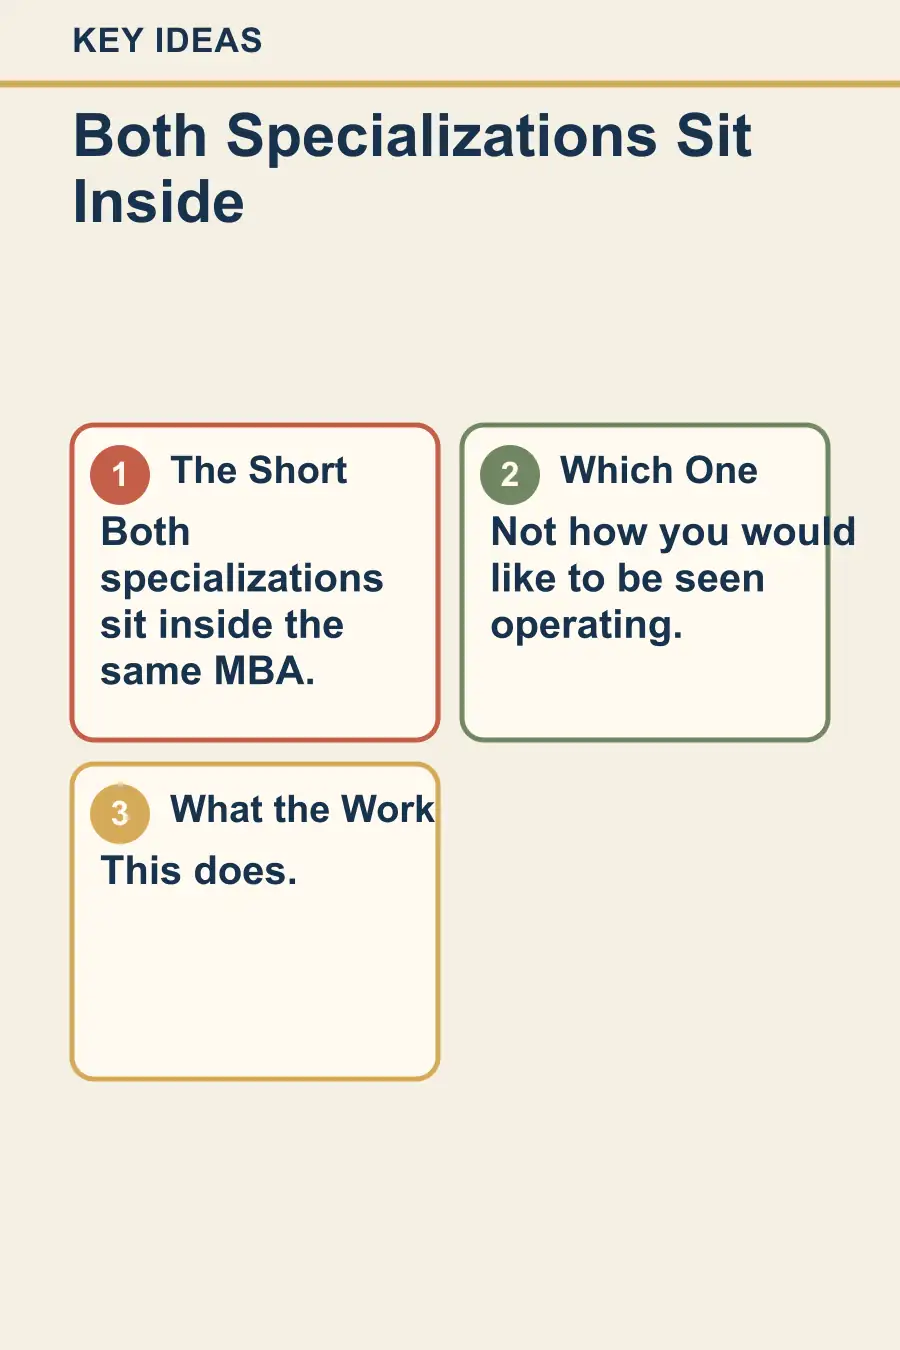 KEY IDEAS
Both Specializations Sit
Inside
1 The Short
Both
specializations
sit inside the
same MBA.
2 Which One
Not how you would
like to be seen
operating.
3 What the Work
This does.